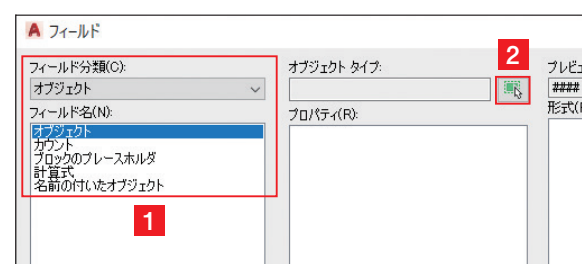 フィールド
フィールド分類(C):
オブジェクト
フィールド名(N):
オブジェクト
カウント
ブロックのプレースホルダ
計算式
名前の付いたオブジェクト
1
オブジェクト タイプ:
2
プロパティ(R):
プレビュ
####
形式(